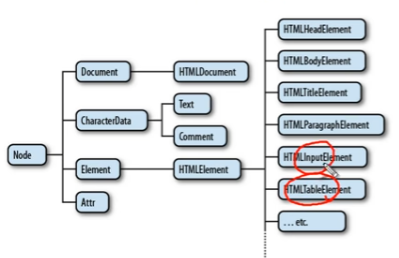 HTMLHeadElement
Document
HTMLDocument
HTMLBodyElement
Text
HTMLTitleElement
CharacterData
Comment
HTMLParagraphElement
Node
HTMLInputElement
Element
HTMLElement
HTMLTableElement
Attr
... etc.